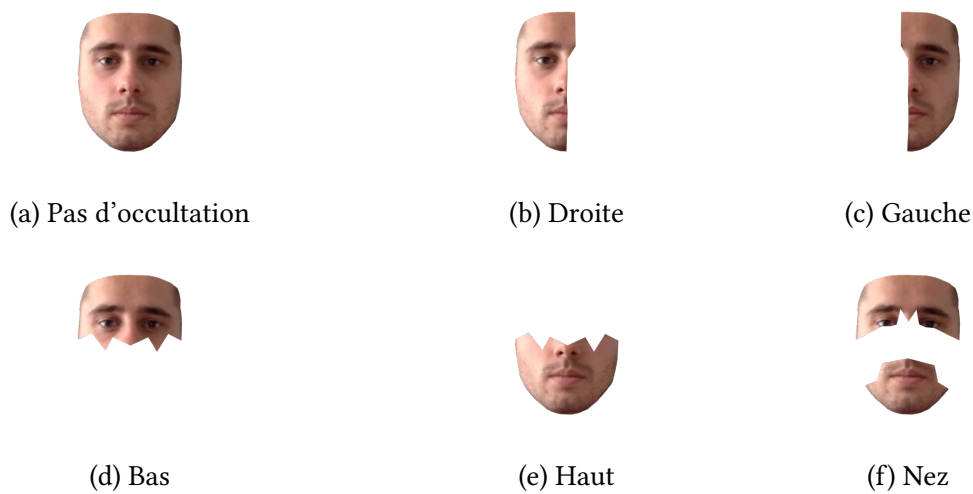 (a) Pas d’occultation
(b) Droite
(c) Gauche
(d) Bas
(e) Haut
(f) Nez